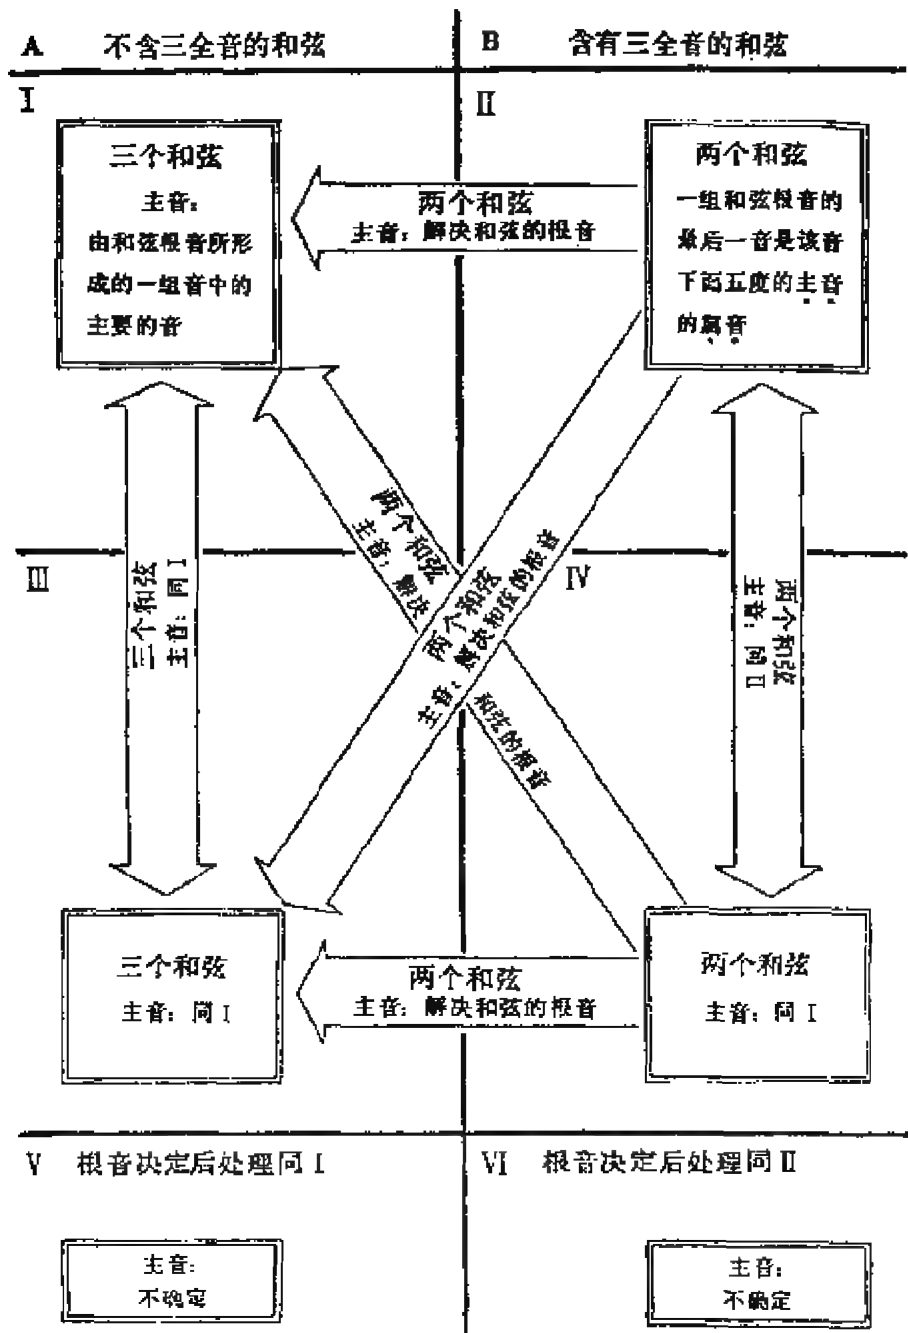 A 不含三全音的和弦
B 含有三全音的和弦
I
三个和弦
主音：
由和弦根音所形
成的一组音中的
主要的音
两个和弦
主音：解决和弦的根音
II
两个和弦
一组和弦根音的
最后一音是该音
下面五度的主音
的属音
三个和弦
主音：同 I
两个和弦
主音：解决
和弦的根音
两个和弦
主音：解决和弦的根音
两个和弦
主音：同 II
III
三个和弦
主音：同 I
两个和弦
主音：解决和弦的根音
IV
两个和弦
主音：同 I
V 根音决定后处理同 I
主音：
不确定
VI 根音决定后处理同 II
主音：
不确定